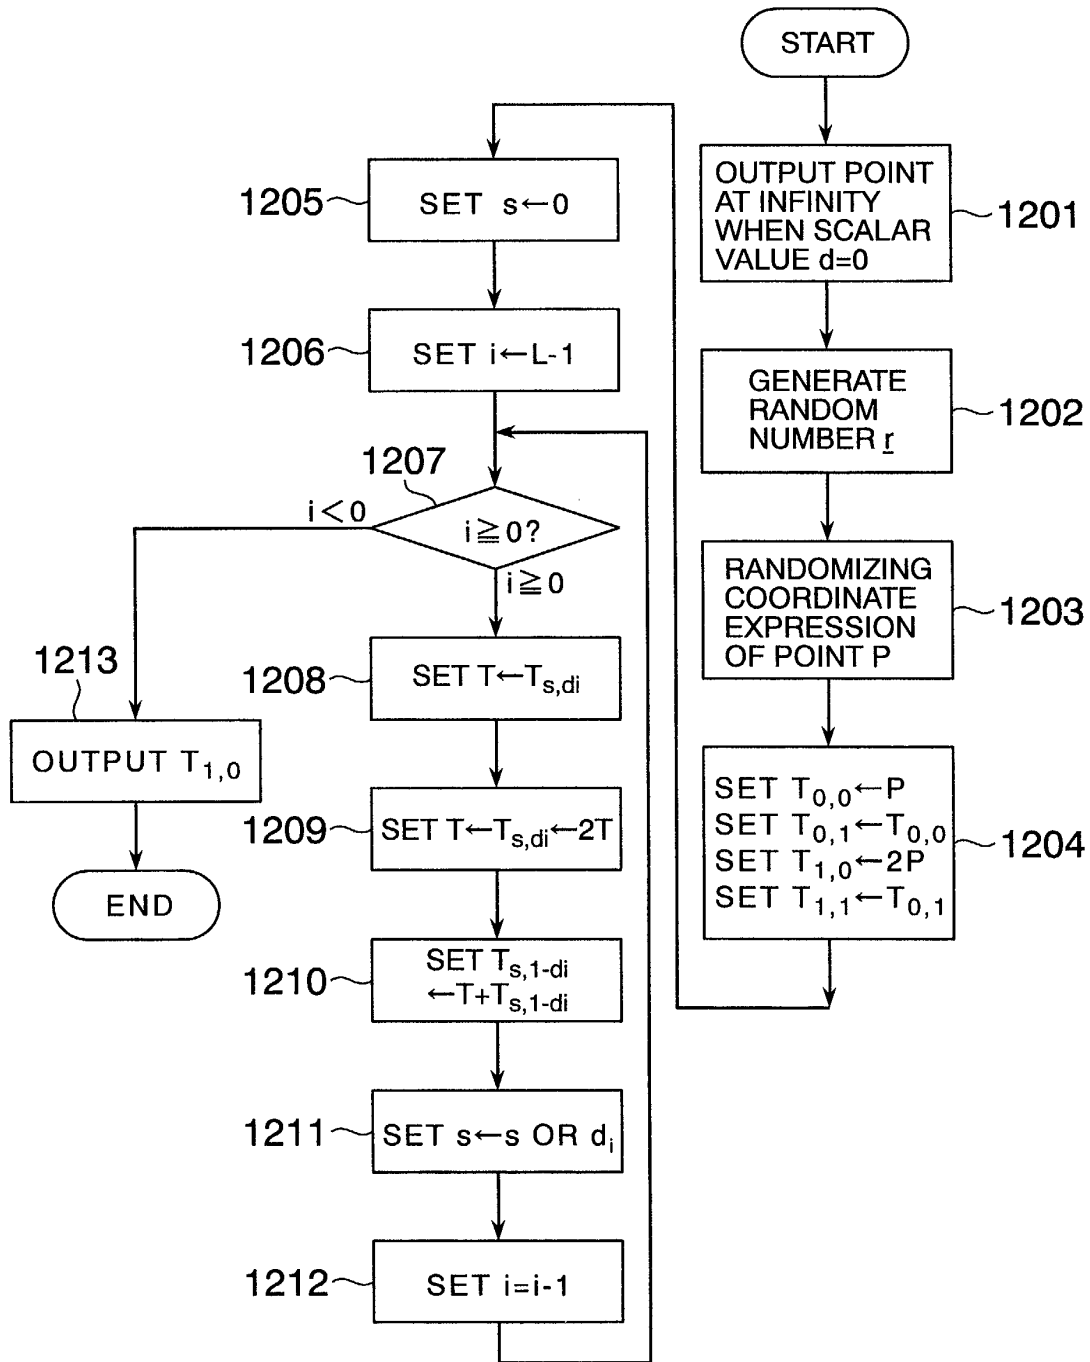 START
OUTPUT POINT
AT INFINITY
WHEN SCALAR
VALUE d=0
1201
GENERATE
RANDOM
NUMBER r
1202
RANDOMIZING
COORDINATE
EXPRESSION
OF POINT P
1203
SET T0,0←P
SET T0,1←T0,0
SET T1,0←2P
SET T1,1←T0,1
1204
1205
SET s←0
1206
SET i←L-1
1207
i<0
i≧0?
i≧0
1208
SET T←Ts,di
1209
SET T←Ts,di←2T
1210
SET Ts,1-di
←T+Ts,1-di
1211
SET s←s OR di
1212
SET i=i-1
1213
OUTPUT T1,0
END